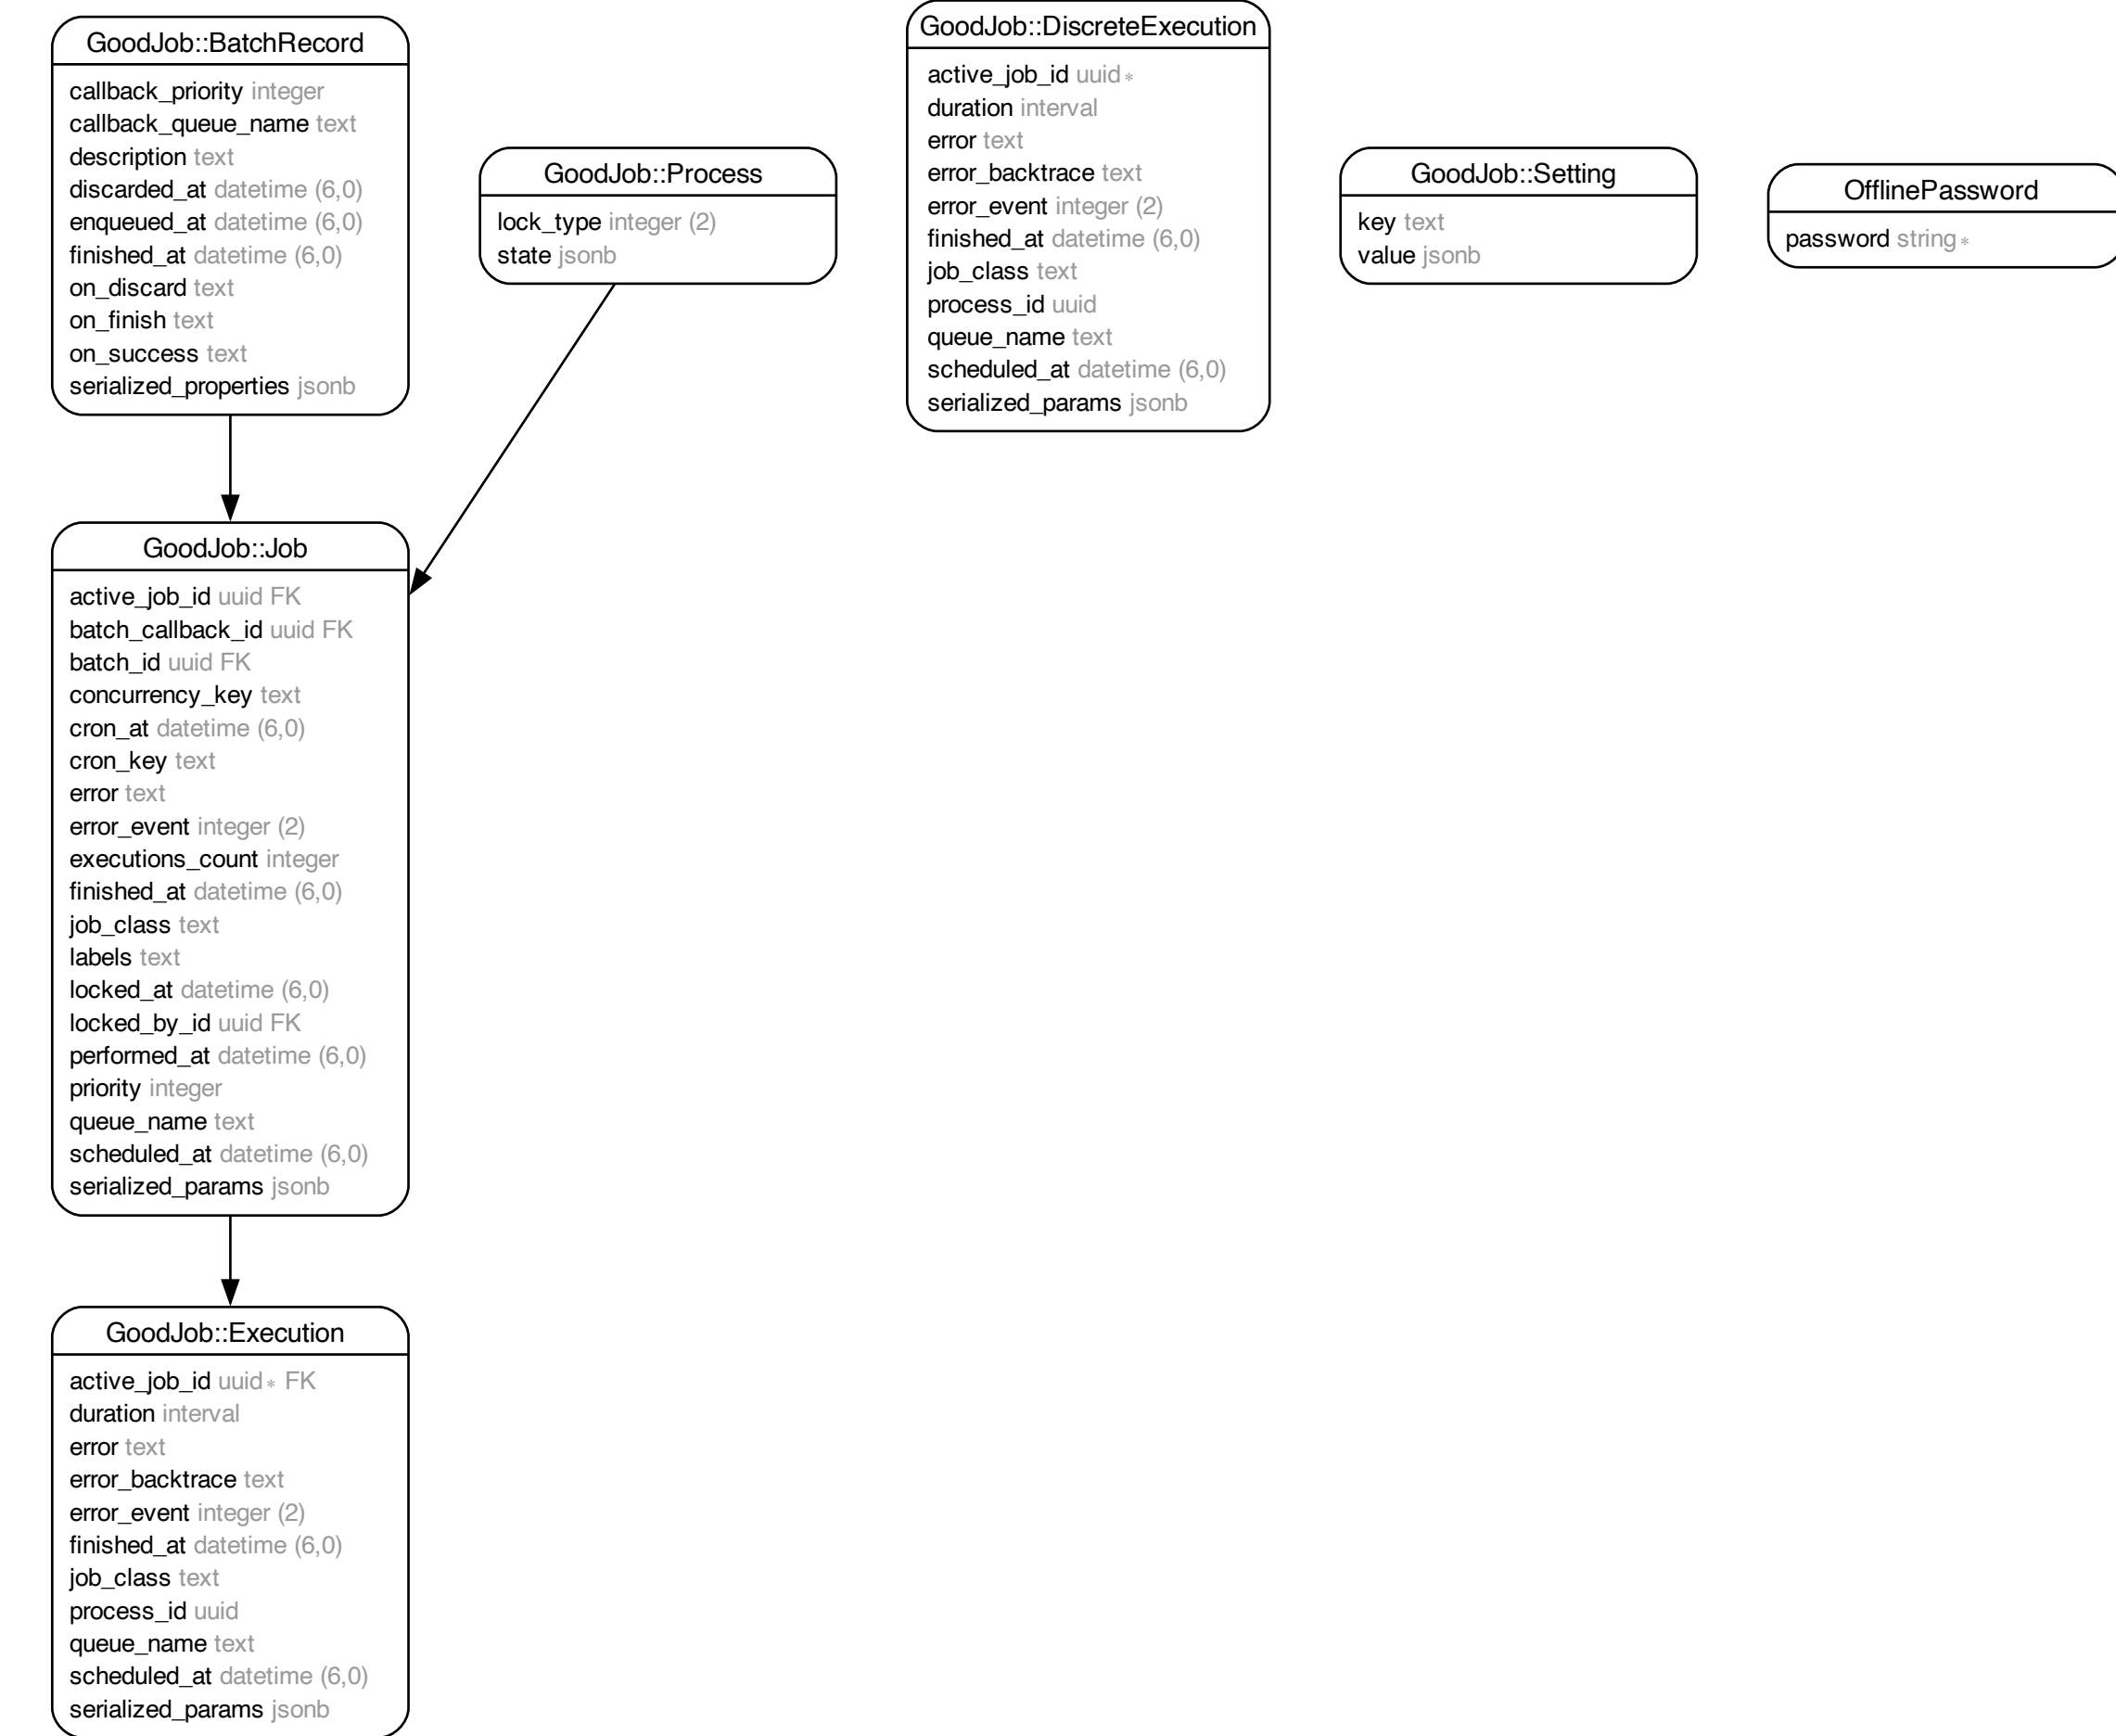 GoodJob::BatchRecord
callback_priority integer
callback_queue_name text
description text
discarded_at datetime (6,0)
enqueued_at datetime (6,0)
finished_at datetime (6,0)
on_discard text
on_finish text
on_success text
serialized_properties jsonb
GoodJob::Process
lock_type integer (2)
state jsonb
GoodJob::DiscreteExecution
active_job_id uuid *
duration interval
error text
error_backtrace text
error_event integer (2)
finished_at datetime (6,0)
job_class text
process_id uuid
queue_name text
scheduled_at datetime (6,0)
serialized_params jsonb
GoodJob::Setting
key text
value jsonb
OfflinePassword
password string *
GoodJob::Job
active_job_id uuid FK
batch_callback_id uuid FK
batch_id uuid FK
concurrency_key text
cron_at datetime (6,0)
cron_key text
error text
error_event integer (2)
executions_count integer
finished_at datetime (6,0)
job_class text
labels text
locked_at datetime (6,0)
locked_by_id uuid FK
performed_at datetime (6,0)
priority integer
queue_name text
scheduled_at datetime (6,0)
serialized_params jsonb
GoodJob::Execution
active_job_id uuid * FK
duration interval
error text
error_backtrace text
error_event integer (2)
finished_at datetime (6,0)
job_class text
process_id uuid
queue_name text
scheduled_at datetime (6,0)
serialized_params jsonb